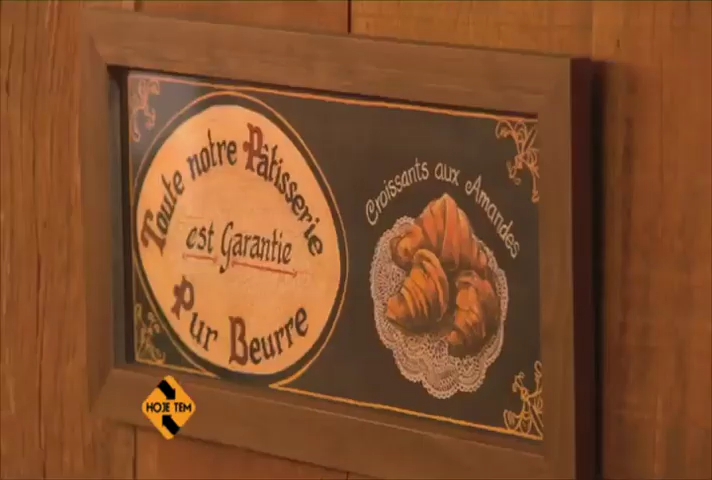 Toute notre Pâtisserie
est Garantie
Pur Beurre
Croissants aux Amandes
HOJE TEM